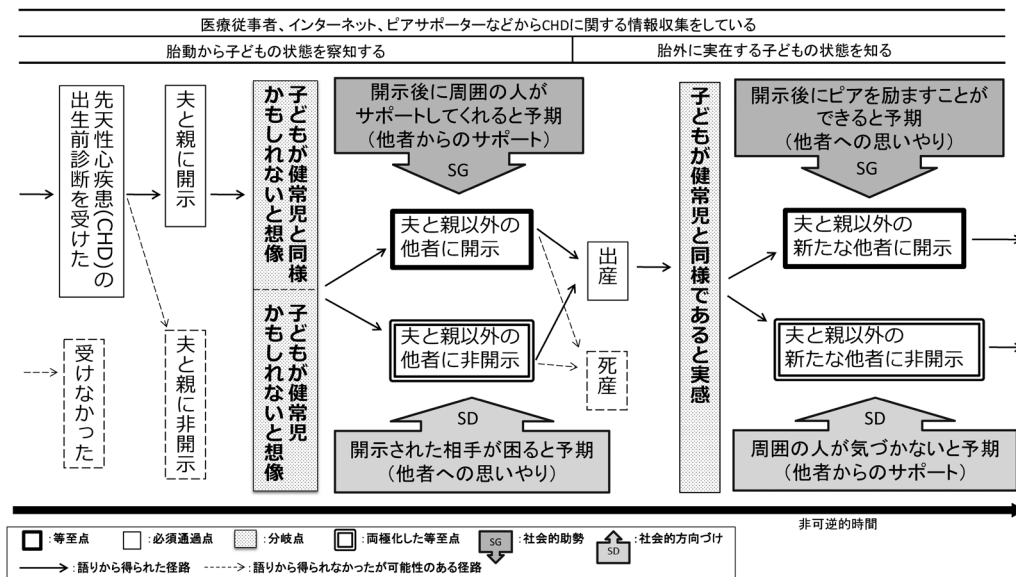 医療従事者、インターネット、ピアサポーターなどからCHDに関する情報収集をしている
胎動から子どもの状態を察知する
胎外に実在する子どもの状態を知る
先天性心疾患(CHD)の
出生前診断を受けた
受けなかった
夫と親に開示
夫と親に非開示
子どもが健常児と同様
かもしれないと想像
子どもが健常児
かもしれないと想像
開示後に周囲の人が
サポートしてくれると予期
(他者からのサポート)
SG
夫と親以外の
他者に開示
夫と親以外の
他者に非開示
SD
開示された相手が困ると予期
(他者への思いやり)
出産
死産
子どもが健常児と同様であると実感
開示後にピアを励ますことが
できると予期
(他者への思いやり)
SG
夫と親以外の
新たな他者に開示
夫と親以外の
新たな他者に非開示
SD
周囲の人が気づかないと予期
(他者からのサポート)
非可逆的時間
:等至点
:必須通過点
:分岐点
:両極化した等至点
SG
:社会的助勢
SD
:社会的方向づけ
:語りから得られた径路
:語りから得られなかったが可能性のある径路